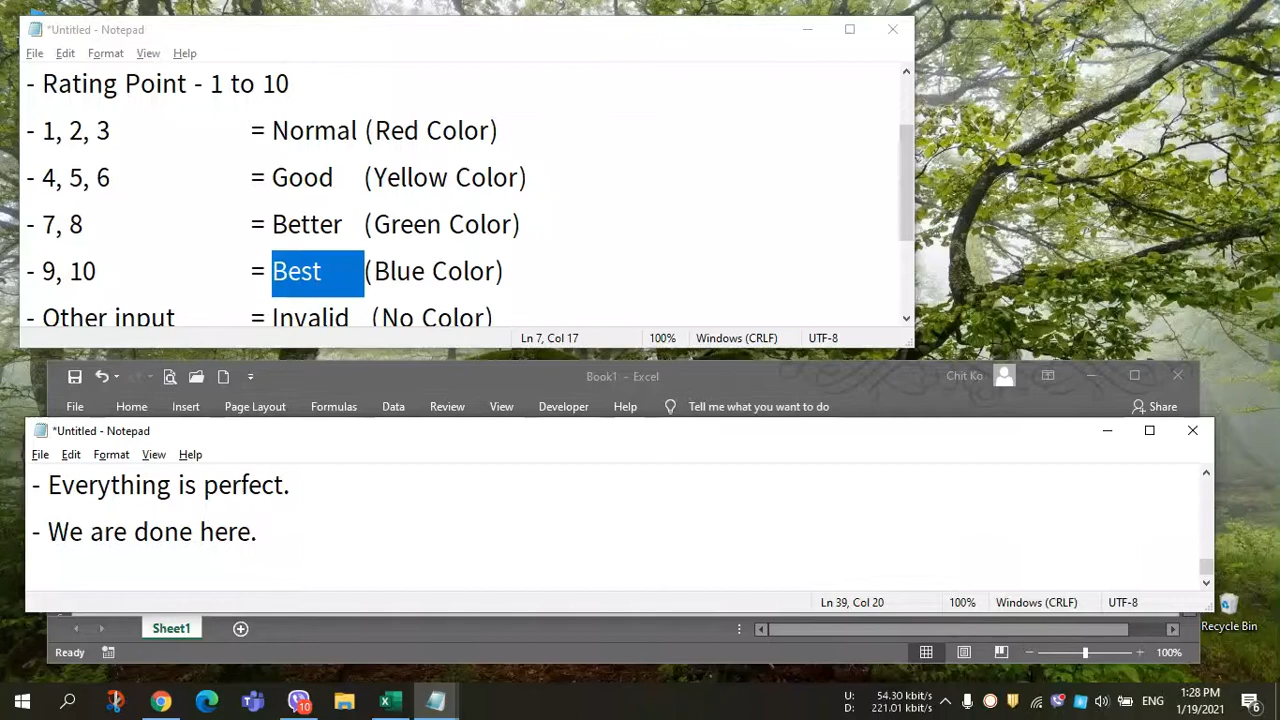 *Untitled - Notepad
File Edit Format View Help
- Rating Point - 1 to 10
- 1, 2, 3 = Normal (Red Color)
- 4, 5, 6 = Good (Yellow Color)
- 7, 8 = Better (Green Color)
- 9, 10 = Best (Blue Color)
- Other input = Invalid (No Color)
Ln 7, Col 17 100% Windows (CRLF) UTF-8
Book1 - Excel Chit Ko
File Home Insert Page Layout Formulas Data Review View Developer Help Tell me what you want to do Share
*Untitled - Notepad
File Edit Format View Help
- Everything is perfect.
- We are done here.
Ln 39, Col 20 100% Windows (CRLF) UTF-8
Sheet1
Recycle Bin
Ready 100%
U: 54.30 kbit/s
D: 221.01 kbit/s
10
ENG
1:28 PM
1/19/2021
6